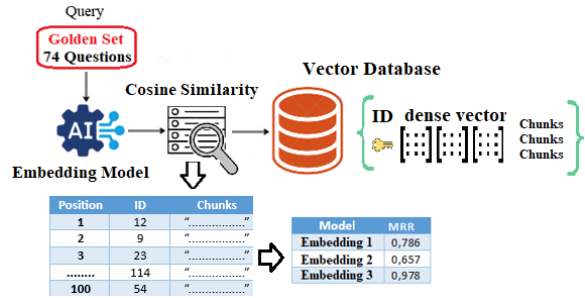 Query
Golden Set
74 Questions
Cosine Similarity
Vector Database
AI
Embedding Model
ID dense vector
Chunks
Chunks
Chunks
Position ID Chunks
1 12 “................”
2 9 “................”
3 23 “................”
........ 114 “................”
100 54 “................”
Model MRR
Embedding 1 0,786
Embedding 2 0,657
Embedding 3 0,978